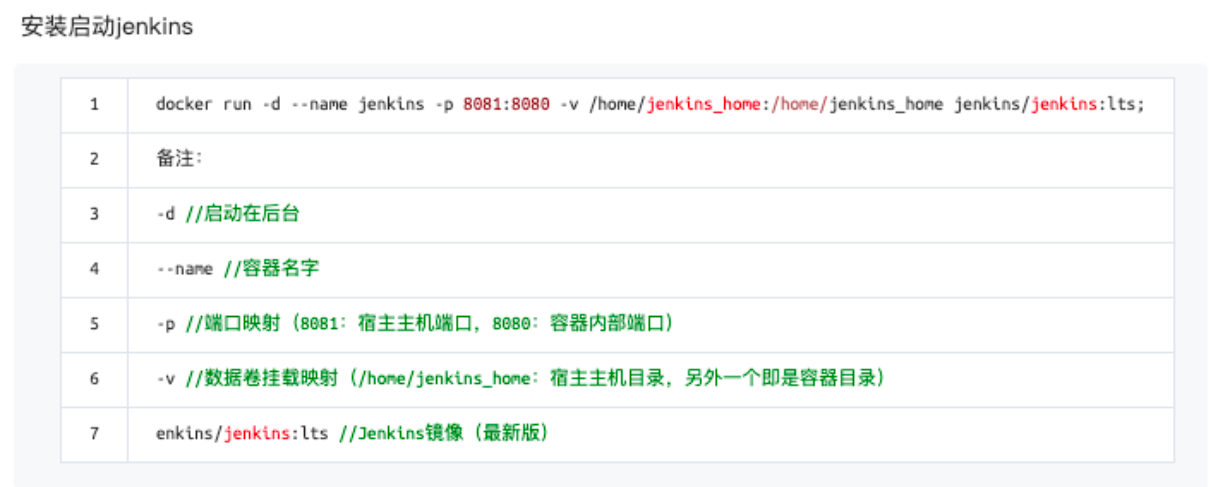 安装启动jenkins
1 docker run -d --name jenkins -p 8081:8080 -v /home/jenkins_home:/home/jenkins_home jenkins/jenkins:lts;
2 备注：
3 -d //启动在后台
4 --name //容器名字
5 -p //端口映射（8081：宿主主机端口，8080：容器内部端口）
6 -v //数据卷挂载映射（/home/jenkins_home：宿主主机目录，另外一个即是容器目录）
7 enkins/jenkins:lts //Jenkins镜像（最新版）